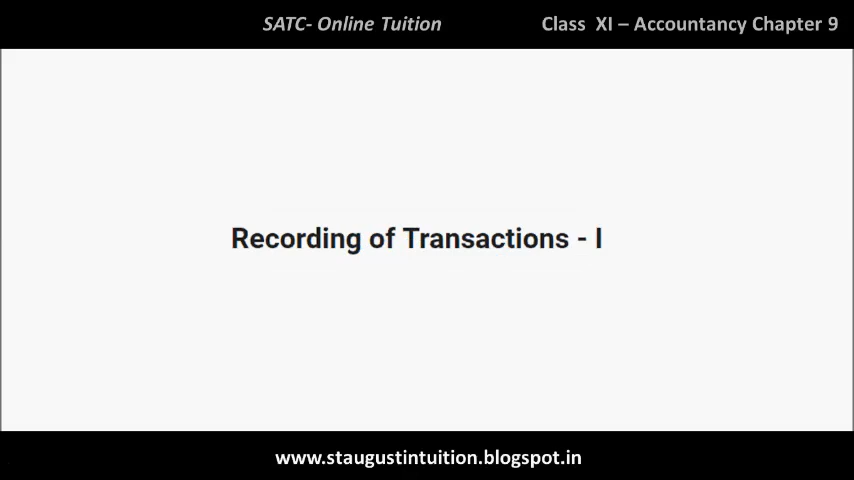 SATC- Online Tuition
Class XI – Accountancy Chapter 9
Recording of Transactions - I
www.staugustintuition.blogspot.in